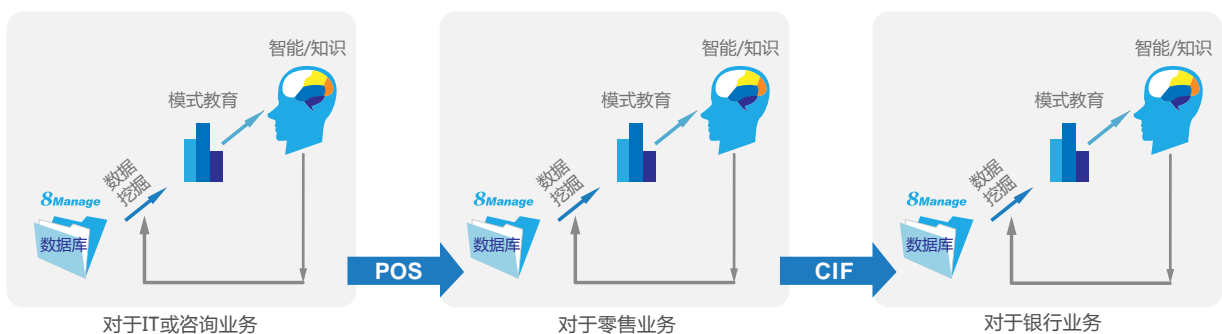 智能/知识
模式教育
数据
挖掘
8Manage
数据库
对于IT或咨询业务
POS
智能/知识
模式教育
数据
挖掘
8Manage
数据库
对于零售业务
CIF
智能/知识
模式教育
数据
挖掘
8Manage
数据库
对于银行业务